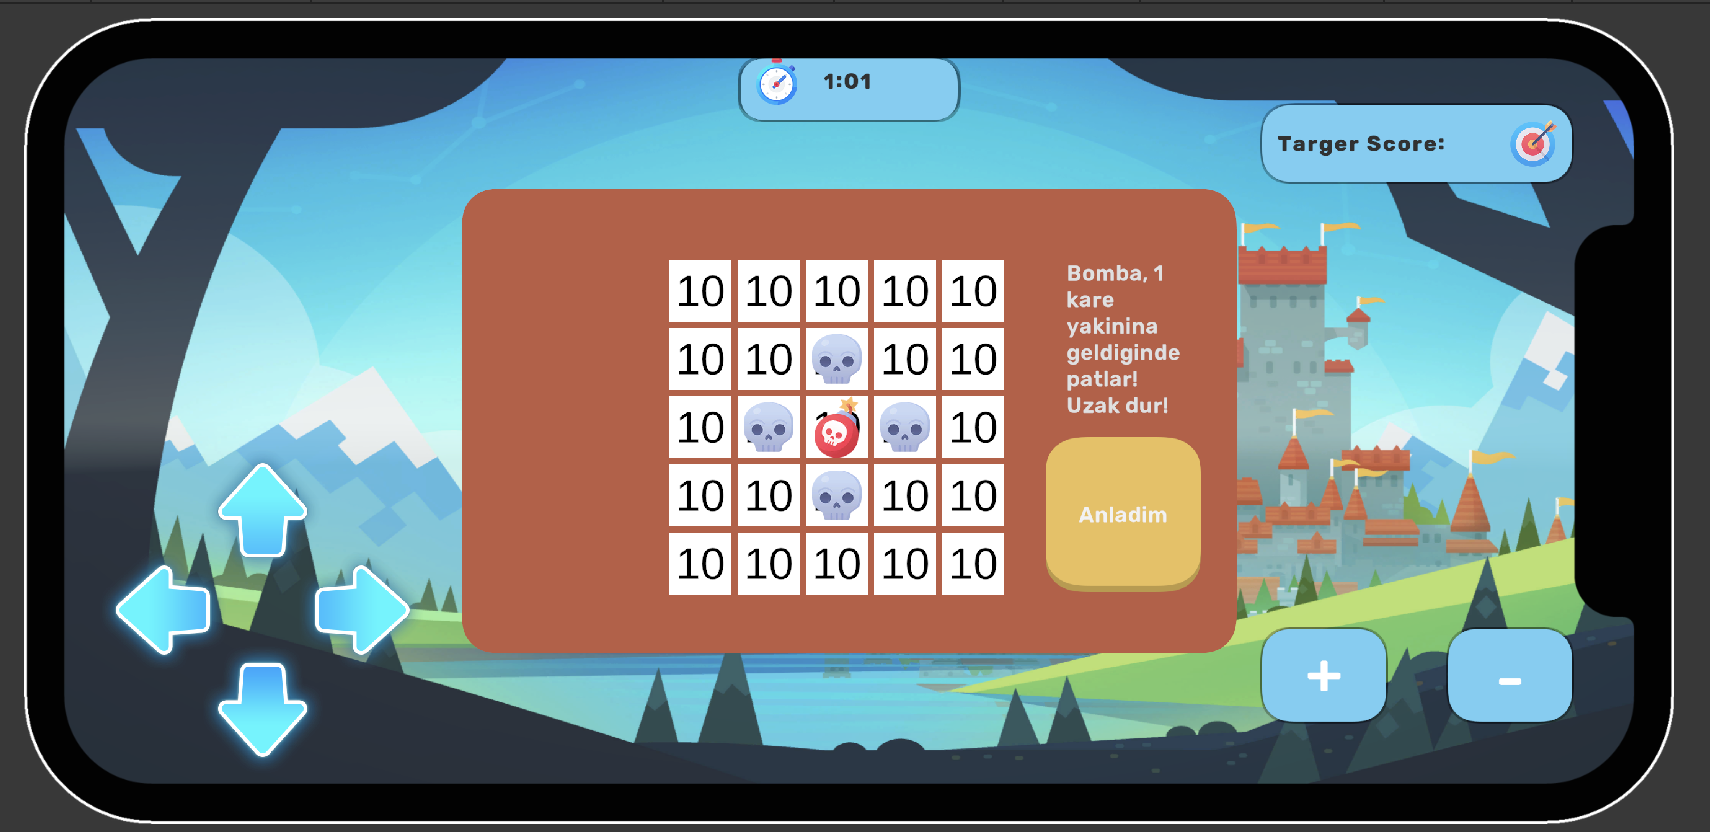 1:01
Targer Score:
10 10 10 10 10
10 10 10 10
10 10
10 10 10 10
10 10 10 10 10
Bomba, 1
kare
yakinina
geldiginde
patlar!
Uzak dur!
Anladim
+ -